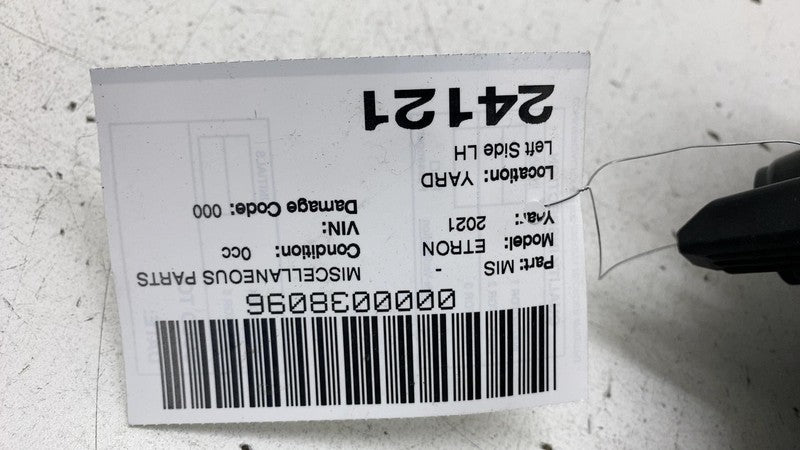 0000038096
Part: MIS - MISCELLANEOUS PARTS
Model: ETRON Condition: 0cc
Year: 2021 VIN:
Location: YARD Damage Code: 000
Left Side LH
24121